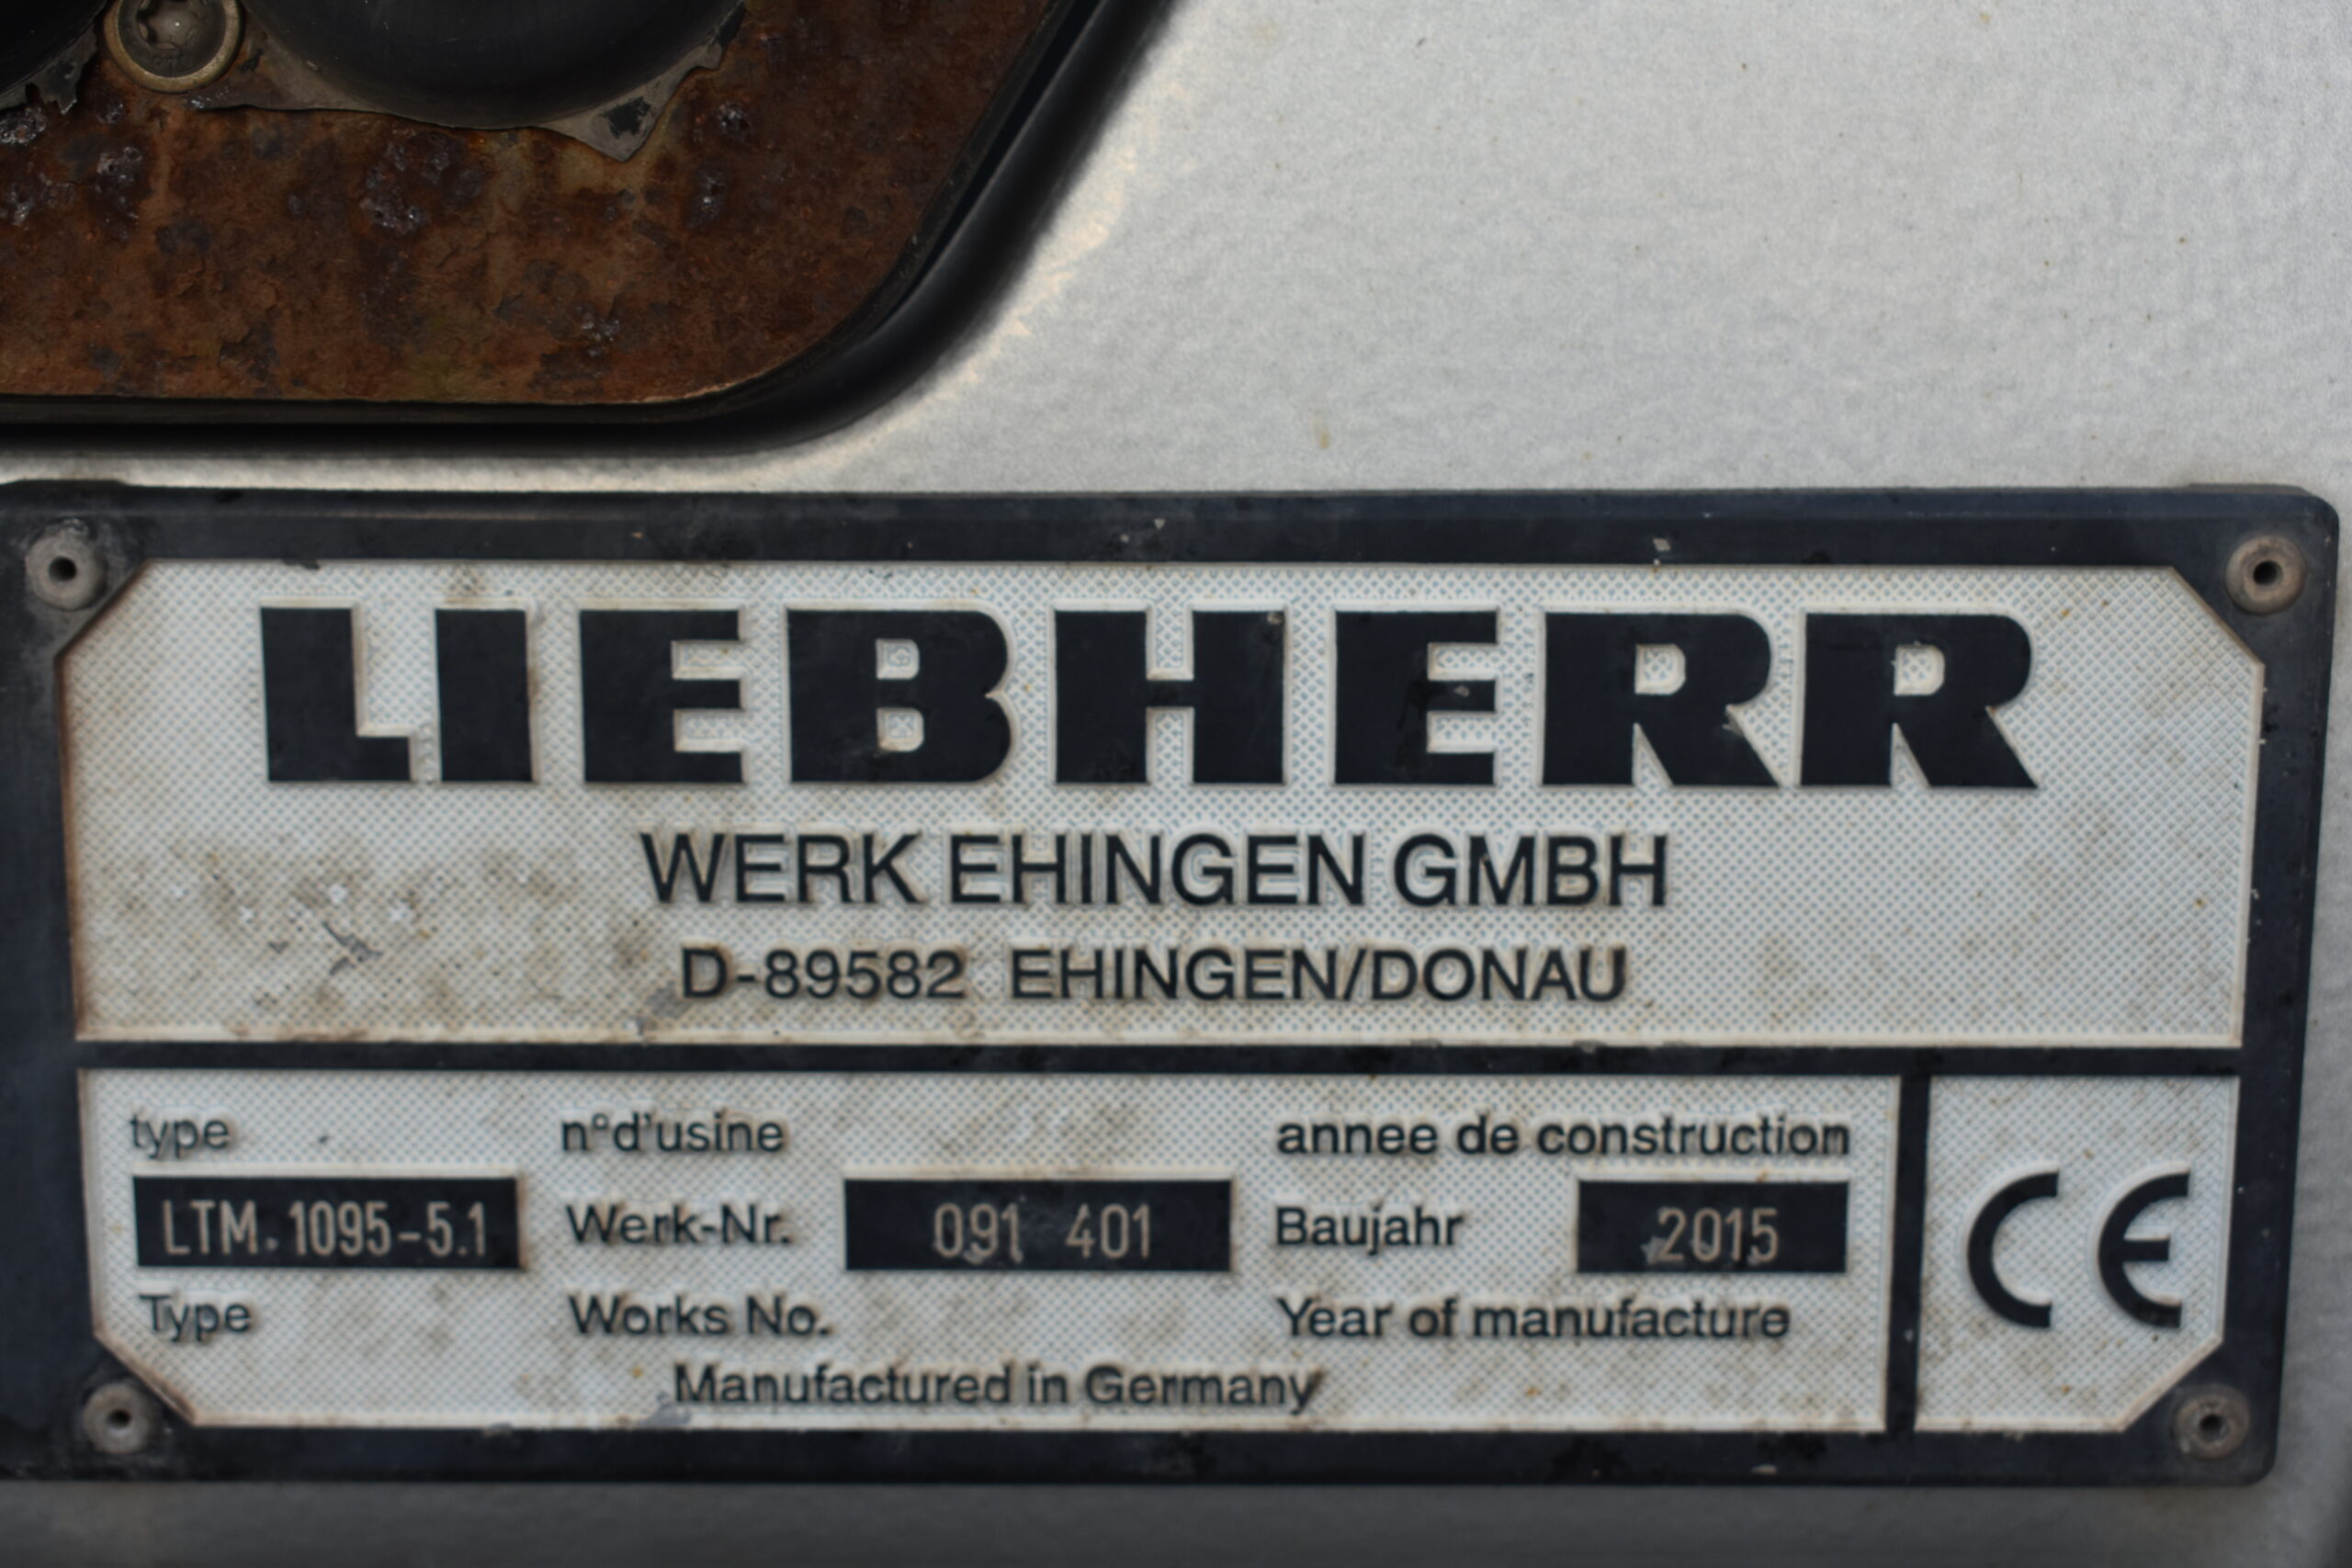 LIEBHERR
WERK EHINGEN GMBH
D-89582 EHINGEN/DONAU
type n°d'usine annee de construction
LTM. 1095-5.1 Werk-Nr. 091 401 Baujahr 2015
Type Works No. Year of manufacture
Manufactured in Germany
CE